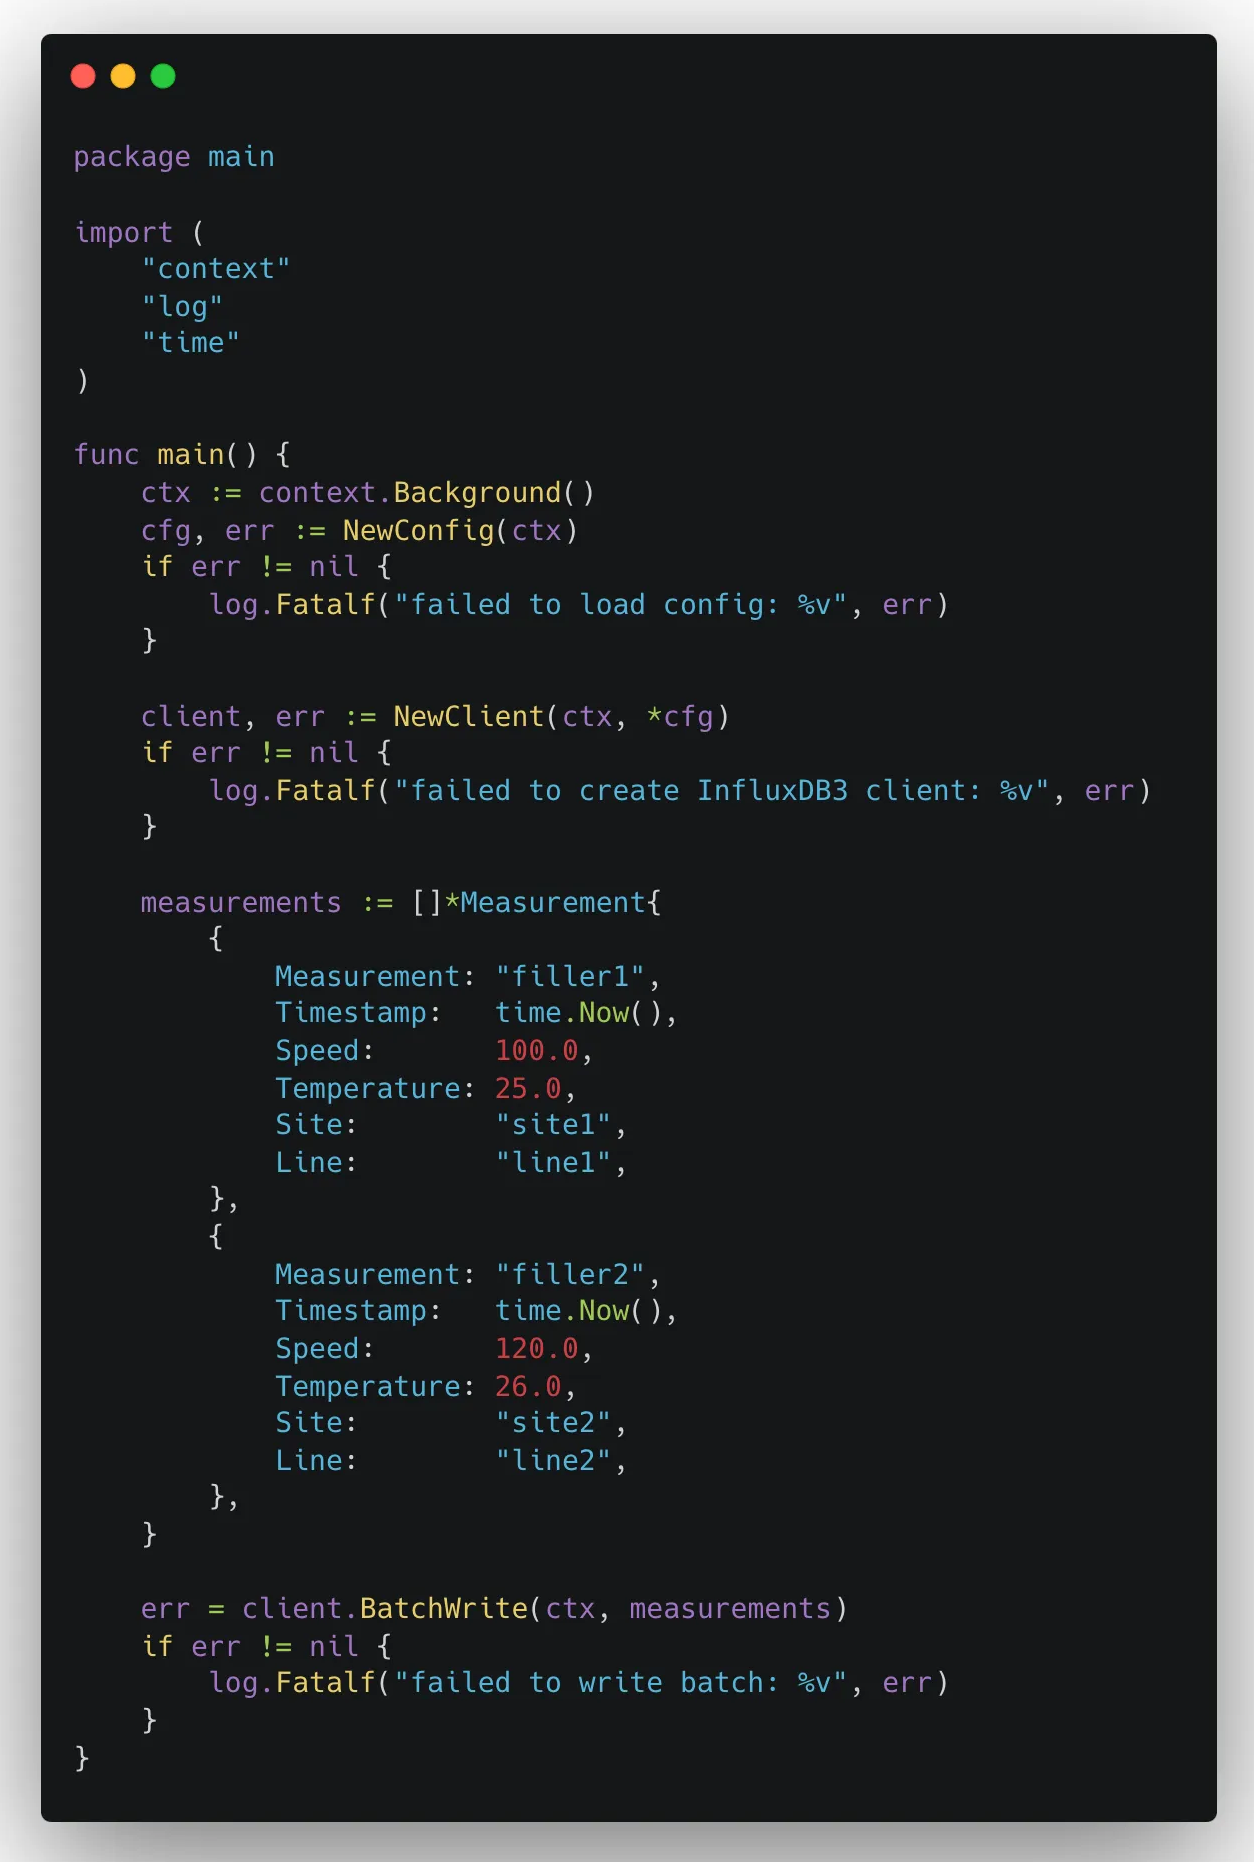 package main

import (
    "context"
    "log"
    "time"
)

func main() {
    ctx := context.Background()
    cfg, err := NewConfig(ctx)
    if err != nil {
        log.Fatalf("failed to load config: %v", err)
    }

    client, err := NewClient(ctx, *cfg)
    if err != nil {
        log.Fatalf("failed to create InfluxDB3 client: %v", err)
    }

    measurements := []*Measurement{
        {
            Measurement: "filler1",
            Timestamp:   time.Now(),
            Speed:       100.0,
            Temperature: 25.0,
            Site:        "site1",
            Line:        "line1",
        },
        {
            Measurement: "filler2",
            Timestamp:   time.Now(),
            Speed:       120.0,
            Temperature: 26.0,
            Site:        "site2",
            Line:        "line2",
        },
    }

    err = client.BatchWrite(ctx, measurements)
    if err != nil {
        log.Fatalf("failed to write batch: %v", err)
    }
}